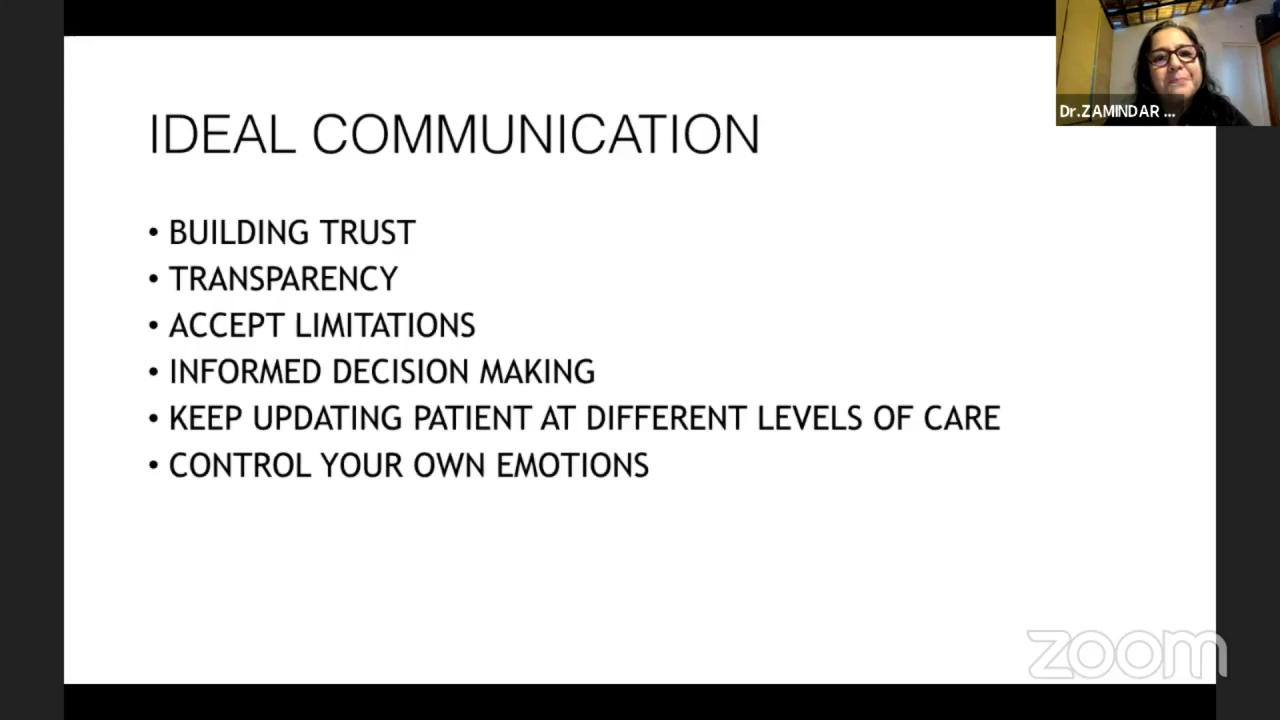 IDEAL COMMUNICATION
• BUILDING TRUST
• TRANSPARENCY
• ACCEPT LIMITATIONS
• INFORMED DECISION MAKING
• KEEP UPDATING PATIENT AT DIFFERENT LEVELS OF CARE
• CONTROL YOUR OWN EMOTIONS
Dr.ZAMINDAR ...
zoom